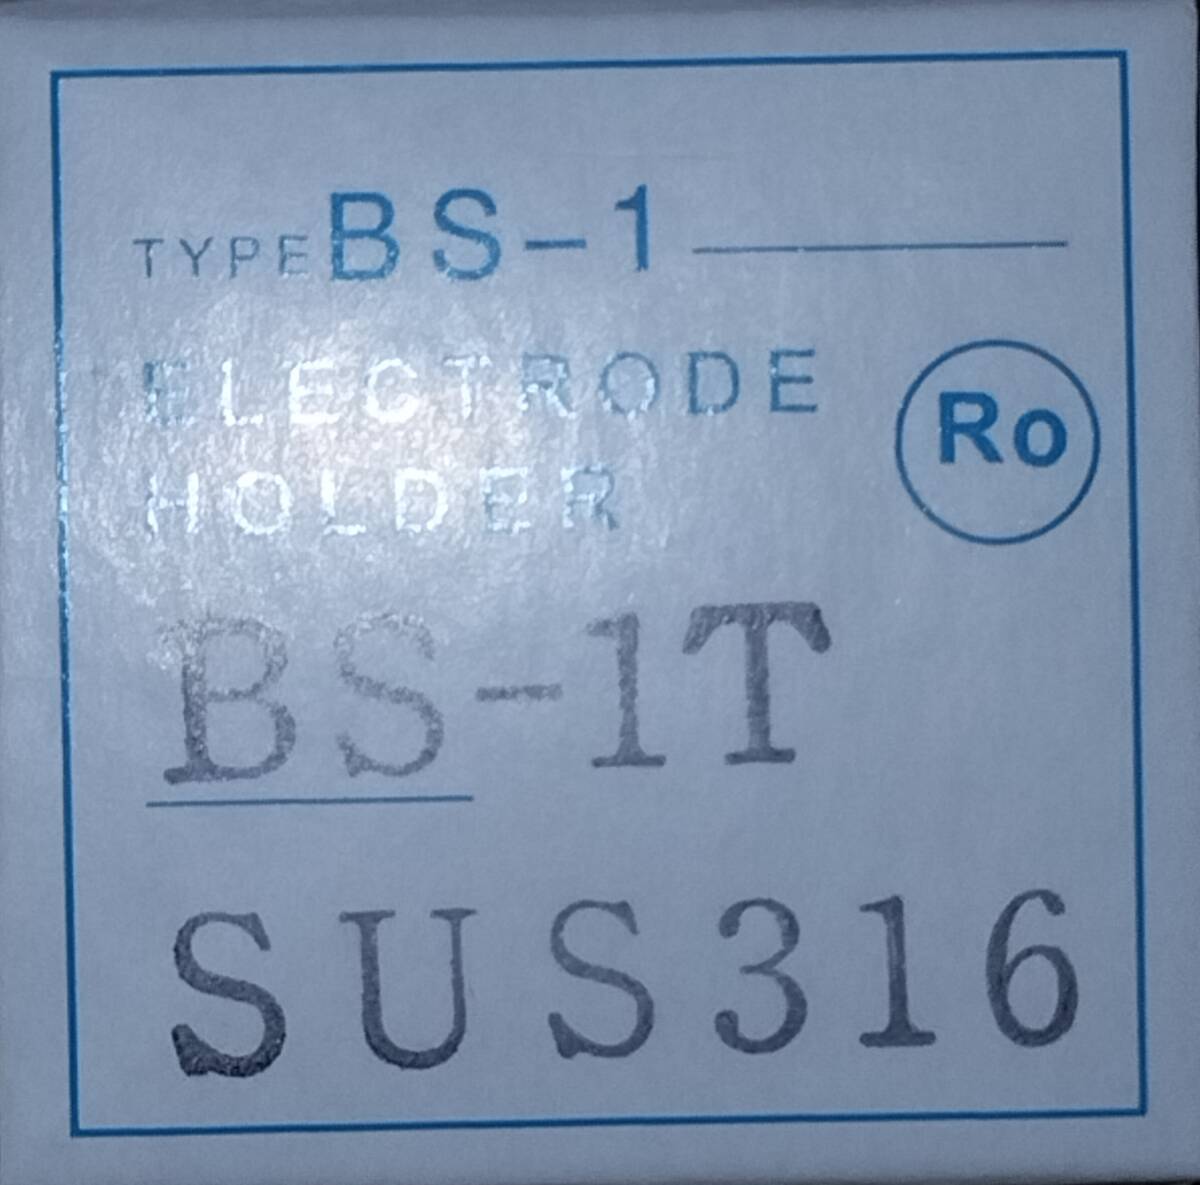 TYPE BS-1
ELECTRODE
HOLDER
Ro
BS-1T
SUS316